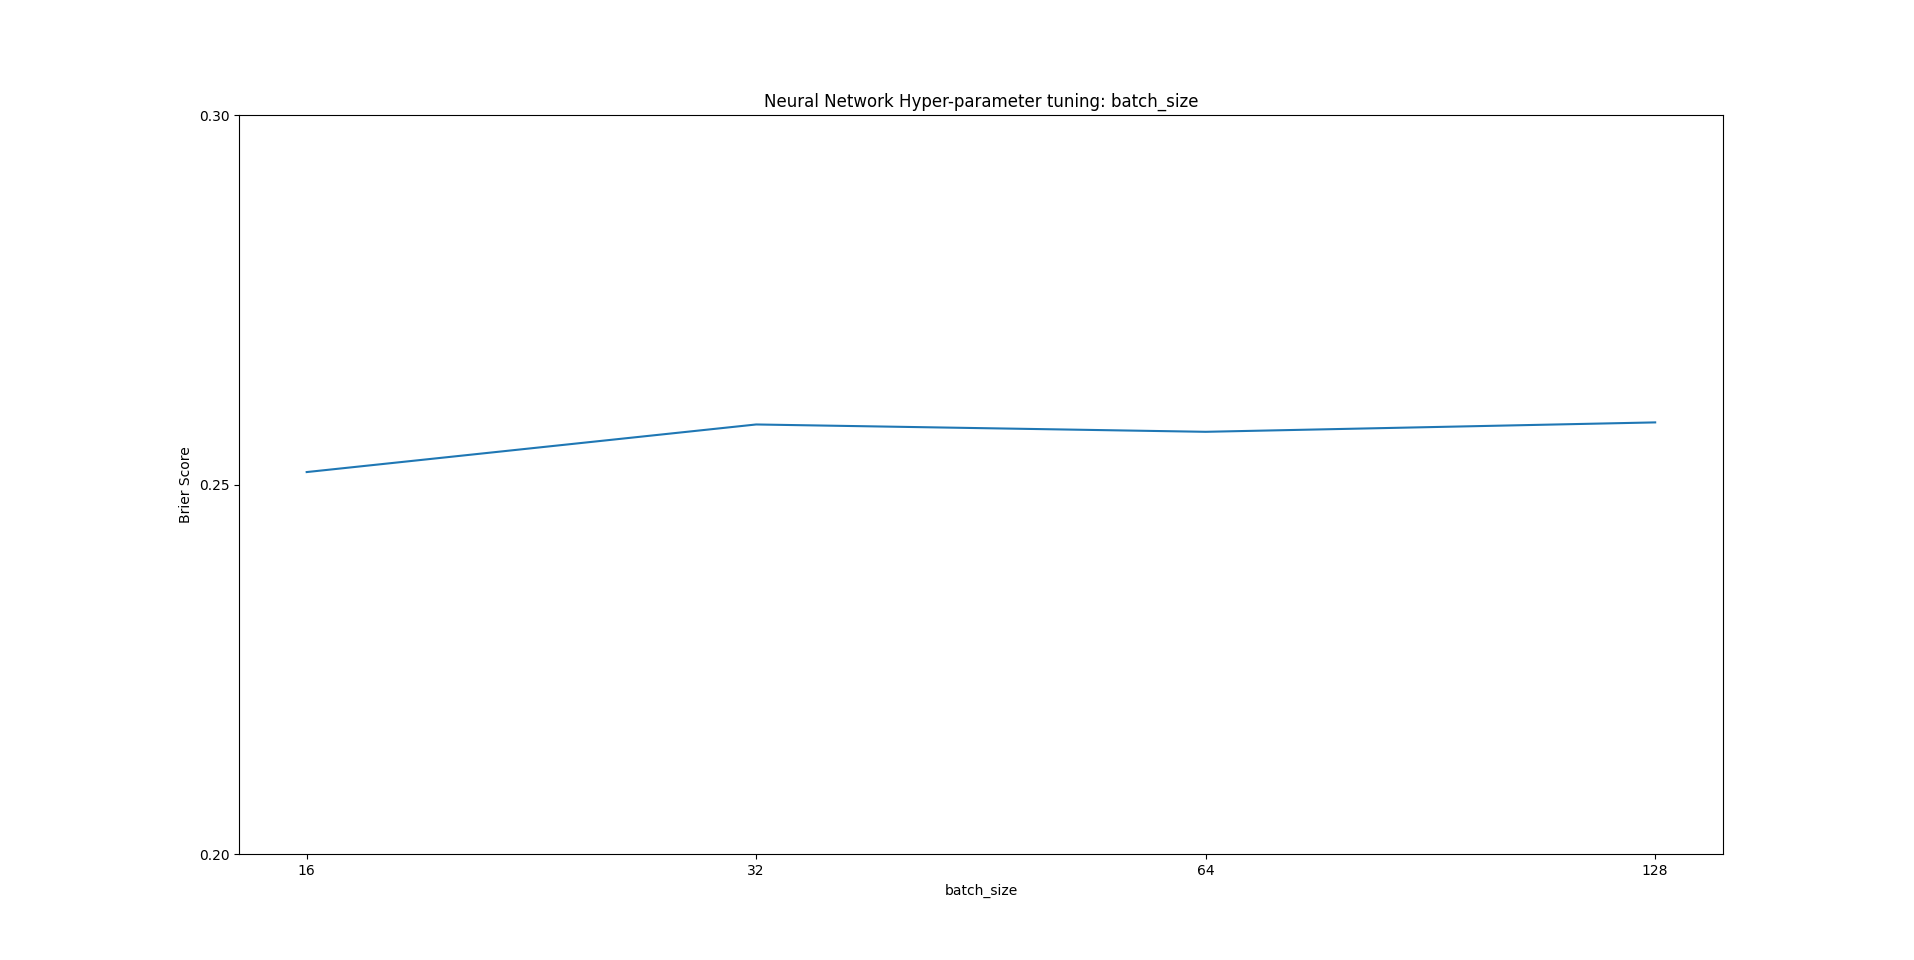 Neural Network Hyper-parameter tuning: batch_size
0.30
0.25
0.20
Brier Score
16 32 64 128
batch_size